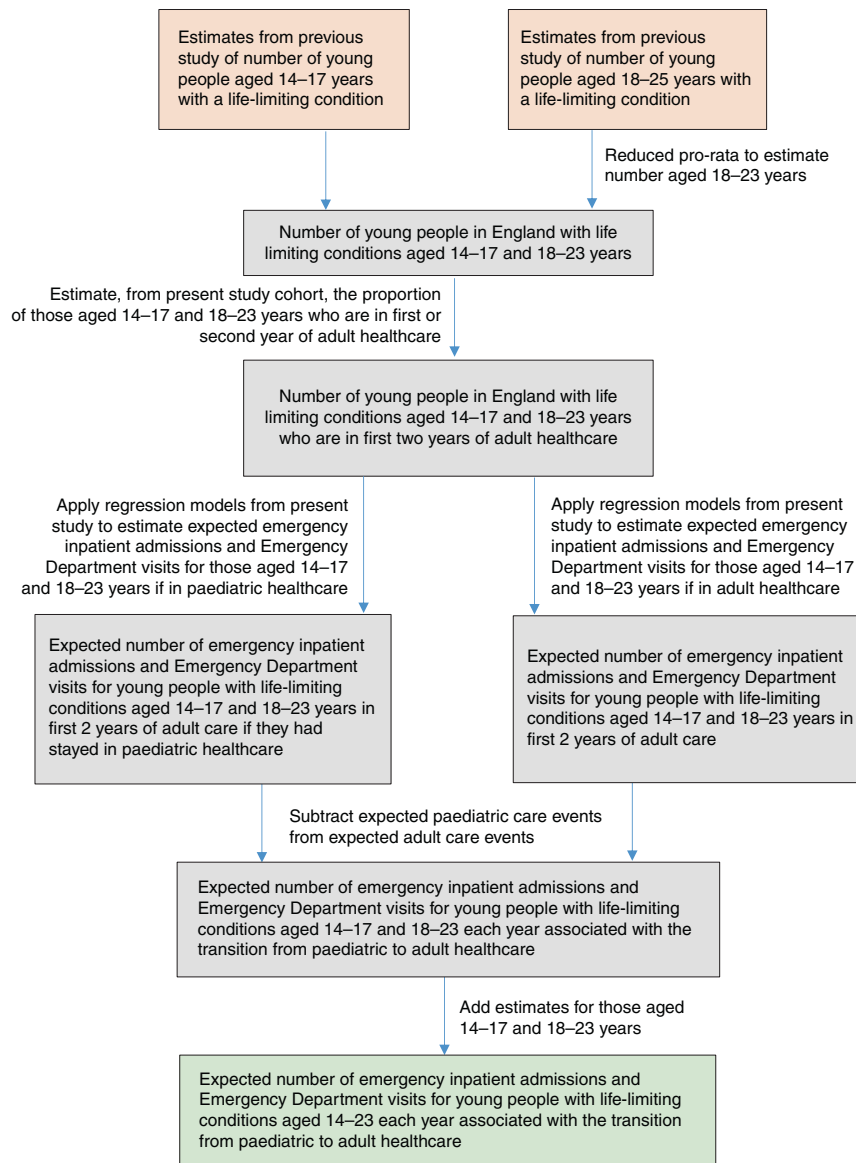 Estimates from previous
study of number of young
people aged 14–17 years
with a life-limiting condition
Estimates from previous
study of number of young
people aged 18–25 years with
a life-limiting condition
Reduced pro-rata to estimate
number aged 18–23 years
Number of young people in England with life
limiting conditions aged 14–17 and 18–23 years
Estimate, from present study cohort, the proportion
of those aged 14–17 and 18–23 years who are in first or
second year of adult healthcare
Number of young people in England with life
limiting conditions aged 14–17 and 18–23 years
who are in first two years of adult healthcare
Apply regression models from present
study to estimate expected emergency
inpatient admissions and Emergency
Department visits for those aged 14–17
and 18–23 years if in paediatric healthcare
Apply regression models from present
study to estimate expected emergency
inpatient admissions and Emergency
Department visits for those aged 14–17
and 18–23 years if in adult healthcare
Expected number of emergency inpatient
admissions and Emergency Department
visits for young people with life-limiting
conditions aged 14–17 and 18–23 years in
first 2 years of adult care if they had
stayed in paediatric healthcare
Expected number of emergency inpatient
admissions and Emergency Department
visits for young people with life-limiting
conditions aged 14–17 and 18–23 years in
first 2 years of adult care
Subtract expected paediatric care events
from expected adult care events
Expected number of emergency inpatient admissions and
Emergency Department visits for young people with life-limiting
conditions aged 14–17 and 18–23 each year associated with the
transition from paediatric to adult healthcare
Add estimates for those aged
14–17 and 18–23 years
Expected number of emergency inpatient admissions and
Emergency Department visits for young people with life-limiting
conditions aged 14–23 each year associated with the transition
from paediatric to adult healthcare